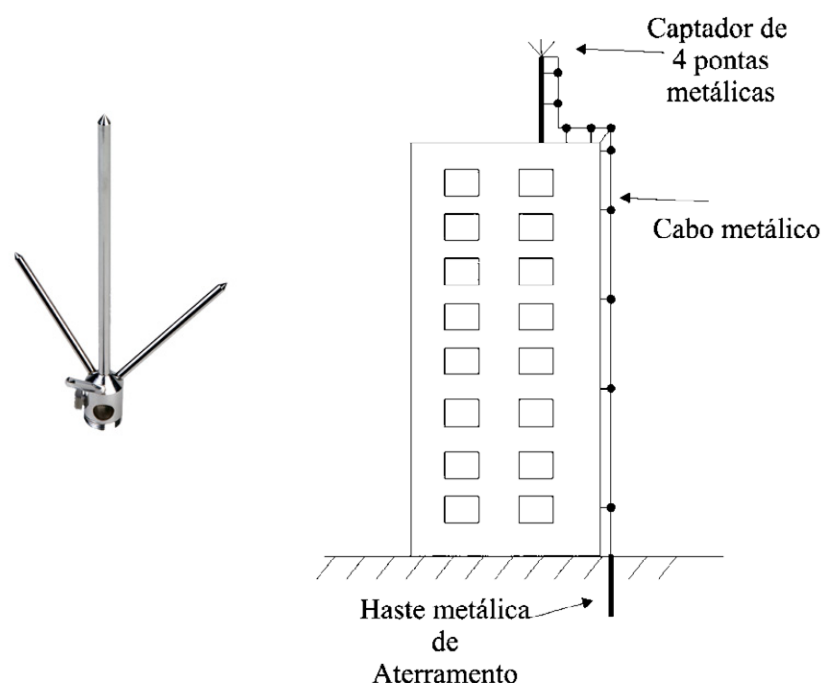 Captador de
4 pontas
metálicas
Cabo metálico
Haste metálica
de
Aterramento